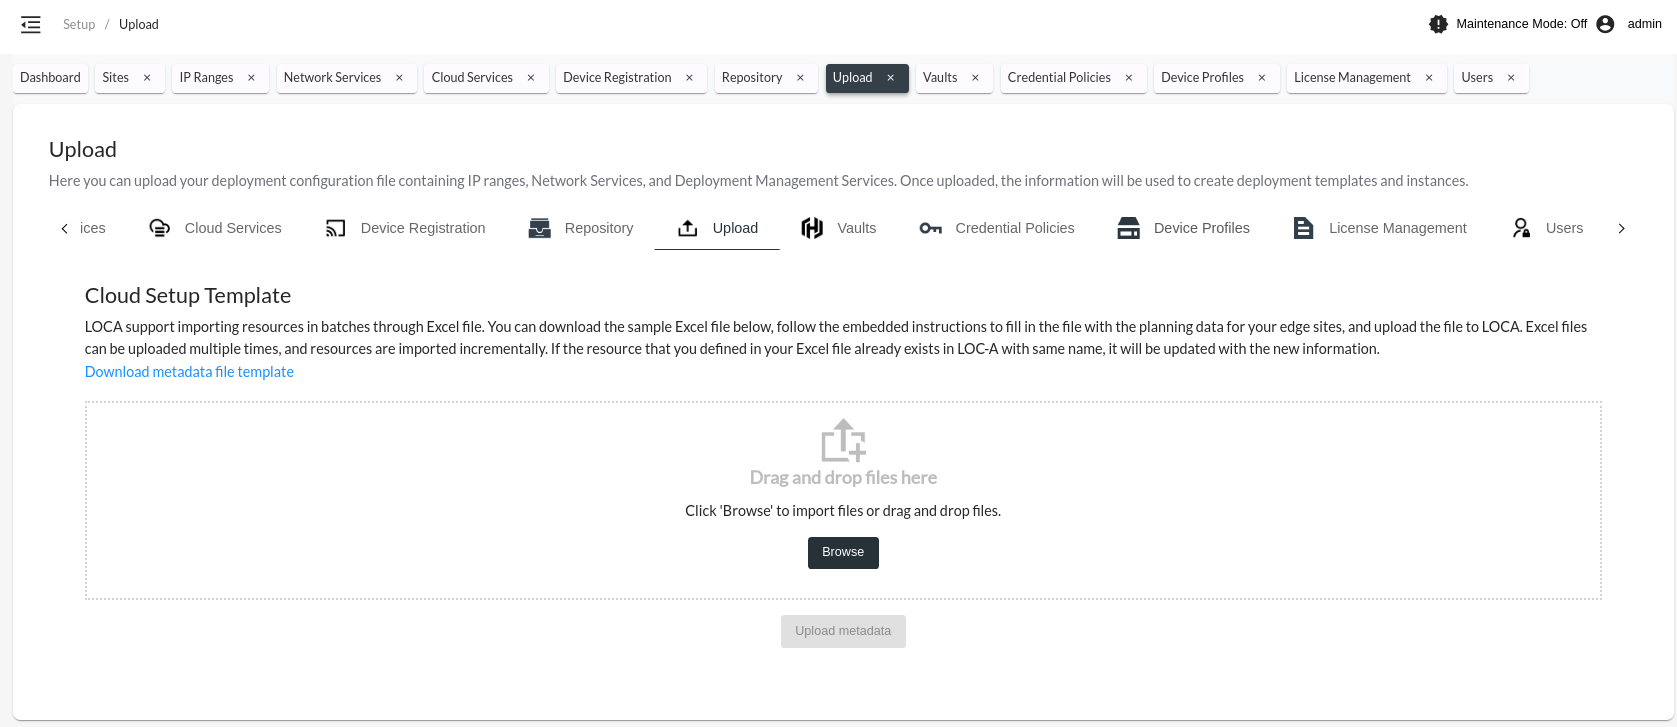 Setup / Upload
Maintenance Mode: Off admin
Dashboard Sites × IP Ranges × Network Services × Cloud Services × Device Registration × Repository × Upload × Vaults × Credential Policies × Device Profiles × License Management × Users ×
Upload
Here you can upload your deployment configuration file containing IP ranges, Network Services, and Deployment Management Services. Once uploaded, the information will be used to create deployment templates and instances.
ices Cloud Services Device Registration Repository Upload Vaults Credential Policies Device Profiles License Management Users
Cloud Setup Template
LOCA support importing resources in batches through Excel file. You can download the sample Excel file below, follow the embedded instructions to fill in the file with the planning data for your edge sites, and upload the file to LOCA. Excel files
can be uploaded multiple times, and resources are imported incrementally. If the resource that you defined in your Excel file already exists in LOC-A with same name, it will be updated with the new information.
Download metadata file template
Drag and drop files here
Click 'Browse' to import files or drag and drop files.
Browse
Upload metadata